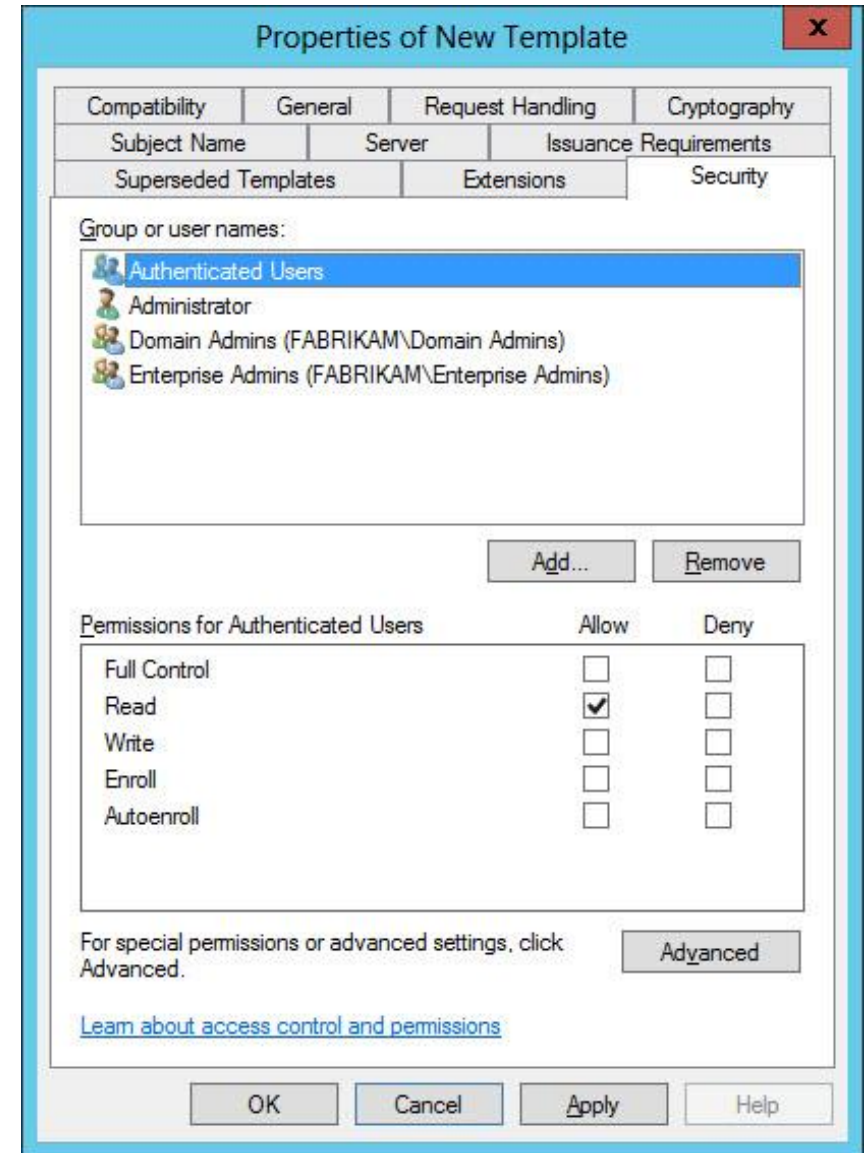 Properties of New Template
x
Compatibility General Request Handling Cryptography
Subject Name Server Issuance Requirements
Superseded Templates Extensions Security
Group or user names:
Authenticated Users
Administrator
Domain Admins (FABRIKAM\Domain Admins)
Enterprise Admins (FABRIKAM\Enterprise Admins)
Add... Remove
Permissions for Authenticated Users Allow Deny
Full Control
Read
Write
Enroll
Autoenroll
For special permissions or advanced settings, click Advanced
Advanced.
Learn about access control and permissions
OK Cancel Apply Help